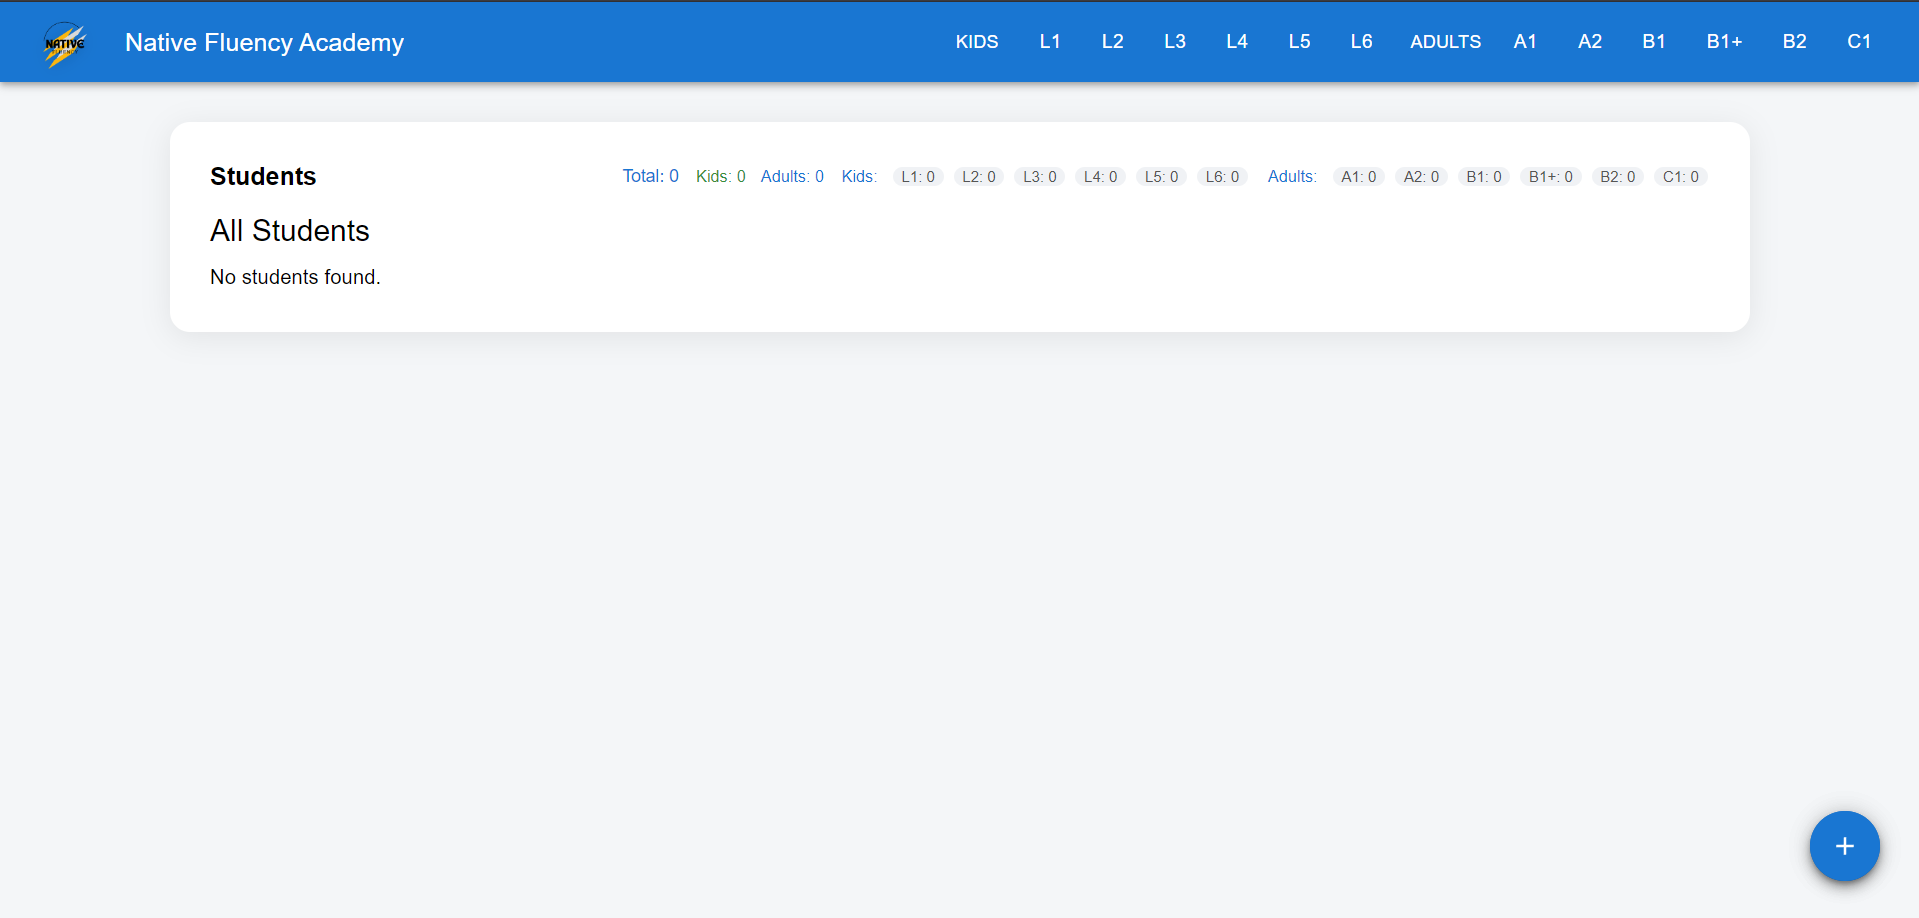 NATIVE
Native Fluency Academy
KIDS L1 L2 L3 L4 L5 L6 ADULTS A1 A2 B1 B1+ B2 C1
Students
Total: 0 Kids: 0 Adults: 0 Kids: L1: 0 L2: 0 L3: 0 L4: 0 L5: 0 L6: 0 Adults: A1: 0 A2: 0 B1: 0 B1+: 0 B2: 0 C1: 0
All Students
No students found.
+